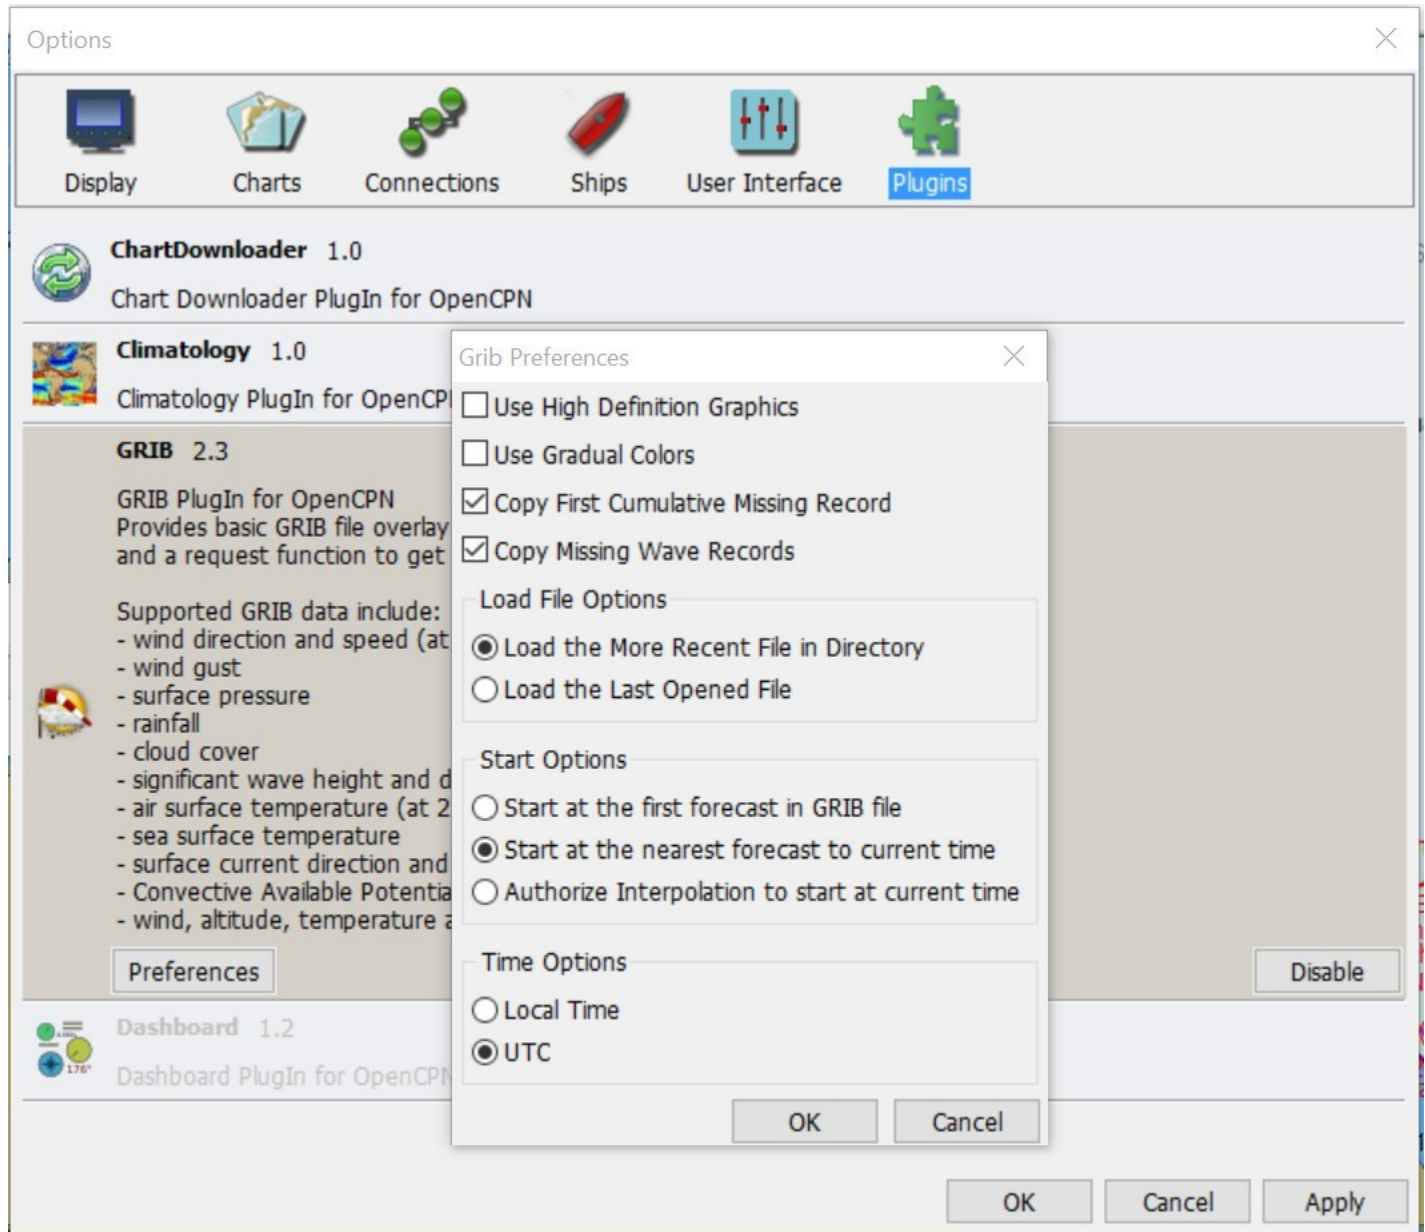 Options
Display
Charts
Connections
Ships
User Interface
Plugins
ChartDownloader 1.0
Chart Downloader PlugIn for OpenCPN
Climatology 1.0
Climatology PlugIn for OpenCP
GRIB 2.3
GRIB PlugIn for OpenCPN
Provides basic GRIB file overlay
and a request function to get
Supported GRIB data include:
- wind direction and speed (at
- wind gust
- surface pressure
- rainfall
- cloud cover
- significant wave height and d
- air surface temperature (at 2
- sea surface temperature
- surface current direction and
- Convective Available Potentia
- wind, altitude, temperature a
Preferences
Disable
Dashboard 1.2
176°
Dashboard PlugIn for OpenCPN
Grib Preferences
Use High Definition Graphics
Use Gradual Colors
Copy First Cumulative Missing Record
Copy Missing Wave Records
Load File Options
Load the More Recent File in Directory
Load the Last Opened File
Start Options
Start at the first forecast in GRIB file
Start at the nearest forecast to current time
Authorize Interpolation to start at current time
Time Options
Local Time
UTC
OK
Cancel
OK
Cancel
Apply